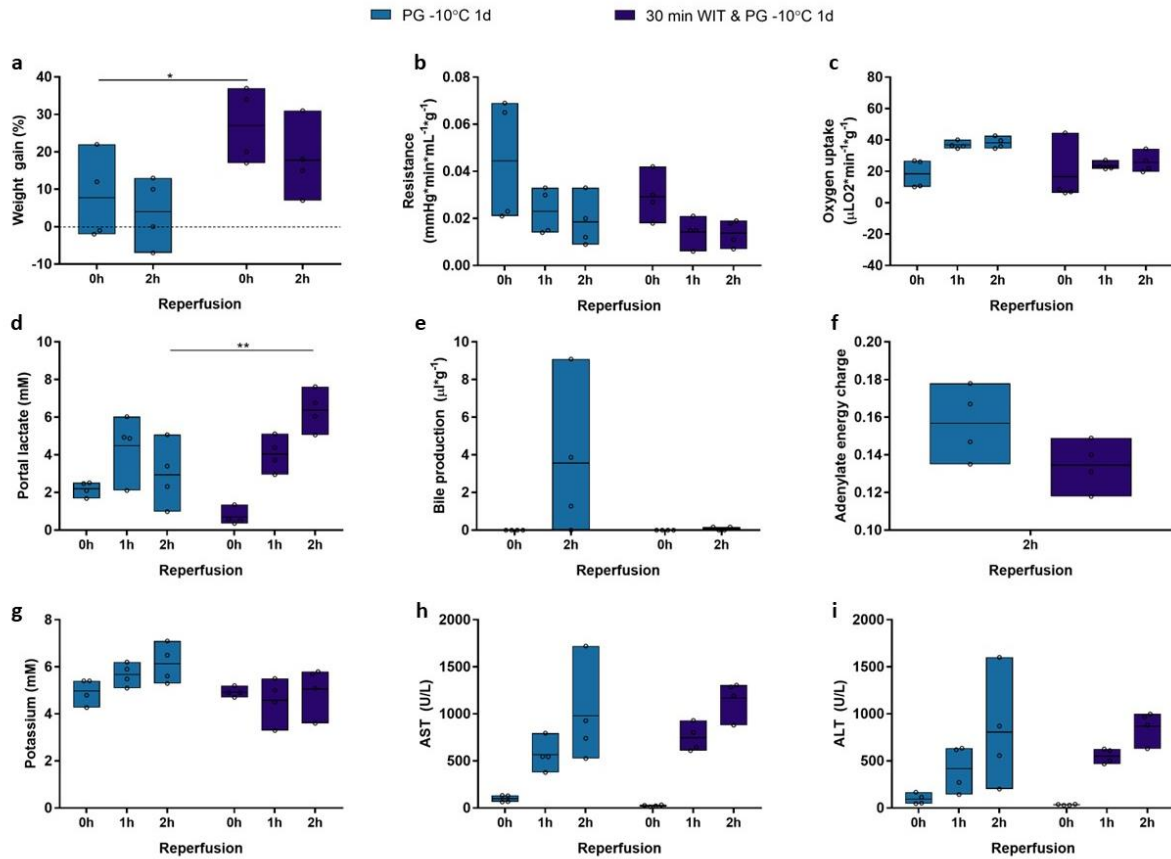 PG -10°C 1d
30 min WIT & PG -10°C 1d
a
Weight gain (%)
40
30
20
10
0
-10
*
0h 2h 0h 2h
Reperfusion
b
Resistance
(mmHg*min*mL-1*g-1)
0.08
0.06
0.04
0.02
0.00
0h 1h 2h 0h 1h 2h
Reperfusion
c
Oxygen uptake
(µLO2*min-1*g-1)
80
60
40
20
0
-20
-40
0h 1h 2h 0h 1h 2h
Reperfusion
d
Portal lactate (mM)
10
8
6
4
2
0
**
0h 1h 2h 0h 1h 2h
Reperfusion
e
Bile production (µl*g-1)
10
8
6
4
2
0
0h 2h 0h 2h
Reperfusion
f
Adenylate energy charge
0.20
0.18
0.16
0.14
0.12
0.10
2h
Reperfusion
g
Potassium (mM)
8
6
4
2
0
0h 1h 2h 0h 1h 2h
Reperfusion
h
AST (U/L)
2000
1500
1000
500
0
0h 1h 2h 0h 1h 2h
Reperfusion
i
ALT (U/L)
2000
1500
1000
500
0
0h 1h 2h 0h 1h 2h
Reperfusion